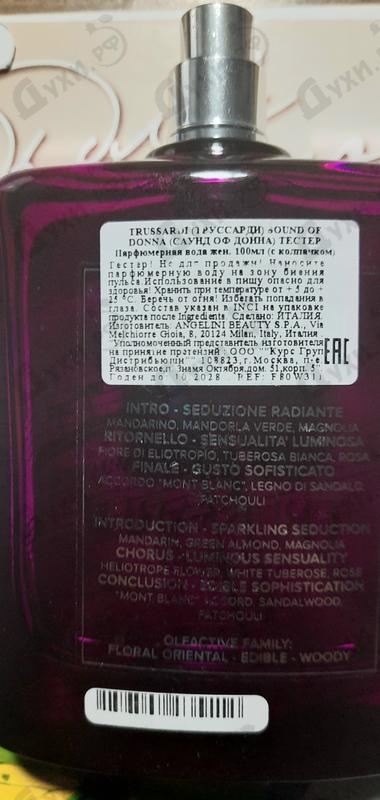 TRUSSARDI (ТРУССАРДИ) SOUND OF
DONNA (САУНД ОФ ДОННА) ТЕСТЕР
Парфюмерная вода жен. 100мл (с колпачком)
Тестер! Не для продажи! Наносите
парфюмерную воду на зону биения
пульса.Использование в пищу опасно для
здоровья! Хранить при температуре от + 5 до +
25 °C. Беречь от огня! Избегать попадания в
глаза. Состав указан в INCI на упаковке
продукта после Ingredients. Сделано: ИТАЛИЯ.
Изготовитель: ANGELINI BEAUTY S.P.A., Via
Melchiorre Gioia, 8, 20124 Milan, Italy, Италия.
"Уполномоченный представитель изготовителя
на принятие претензий": ООО ""Курс Груп
Дистрибьюшн"", 109823, г.Москва, п-е
Рязановское,п. Знамя Октября,дом. 51,корп. 5"
Годен до: 10.2028 РЕF: F80W311
EAC
INTRO - SEDUZIONE RADIANTE
MANDARINO, MANDORLA VERDE, MAGNOLIA
RITORNELLO - SENSUALITA' LUMINOSA
FIORE DI ELIOTROPIO, TUBEROSA BIANCA, ROSA
FINALE - GUSTO SOFISTICATO
ACCORDO "MONT BLANC", LEGNO DI SANDALO,
PATCHOULI
INTRODUCTION - SPARKLING SEDUCTION
MANDARIN, GREEN ALMOND, MAGNOLIA
CHORUS - LUMINOUS SENSUALITY
HELIOTROPE FLOWER, WHITE TUBEROSE, ROSE
CONCLUSION - EDIBLE SOPHISTICATION
"MONT BLANC" ACCORD, SANDALWOOD,
PATCHOULI
OLFACTIVE FAMILY:
FLORAL ORIENTAL - EDIBLE - WOODY
Духи.РФ